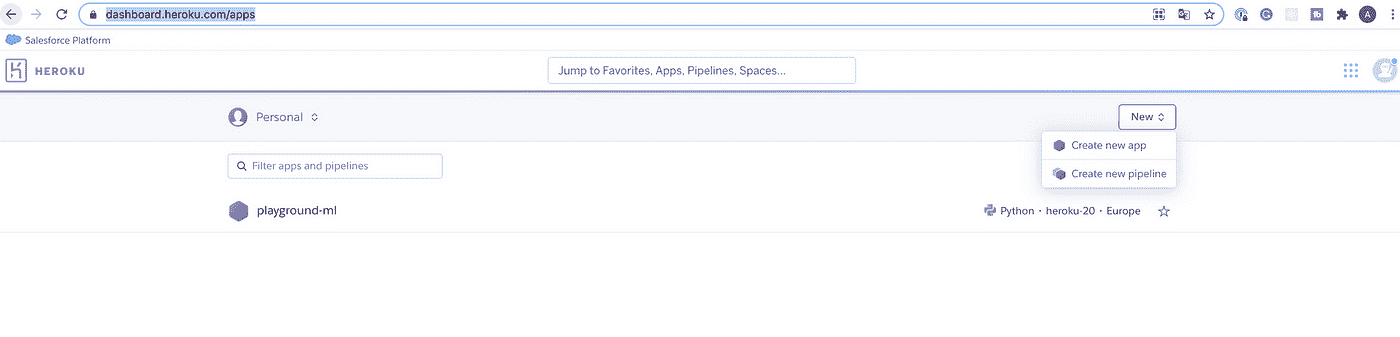 dashboard.heroku.com/apps
A
Salesforce Platform
HEROKU
Jump to Favorites, Apps, Pipelines, Spaces...
Personal
New
Create new app
Filter apps and pipelines
Create new pipeline
playground-ml
Python · heroku-20 · Europe